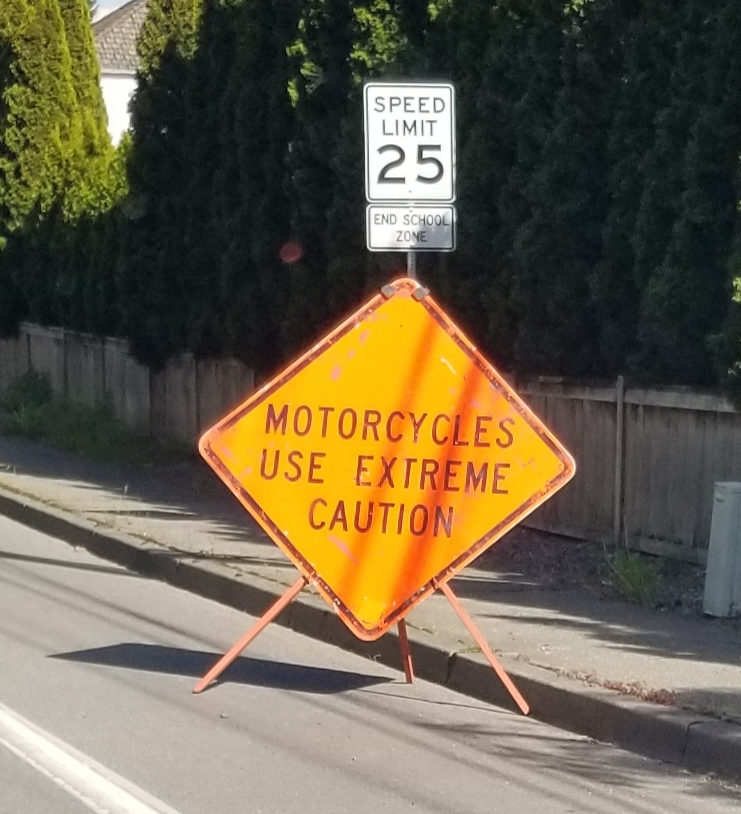 SPEED
LIMIT
25
END SCHOOL
ZONE
MOTORCYCLES
USE EXTREME
CAUTION